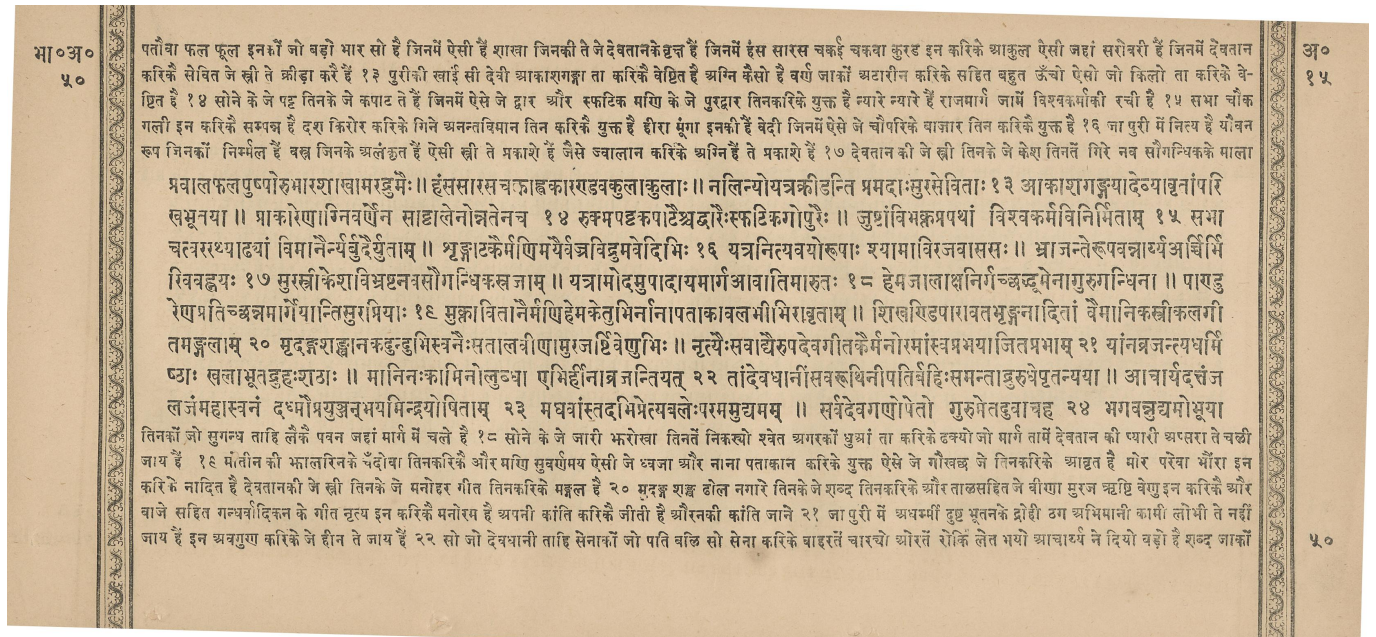 भा०अ०
५०
अ०
१५
पतौवा फल फूल इनकों जो बड़ो भार सो है जिनमें ऐसी हैं शाखा जिनकी ते जे देवतानकेवृक्ष हैं जिनमें हंस सारस चकई चकवा कुरड इन करिके आकुल ऐसी जहां सरोवरी हैं जिनमें देवतान
करिकै सेवित जे स्त्री ते क्रीड़ा करै हैं १३ पुरीकी खाई सी देवी आकाशगङ्गा ता करिकै वेष्टित है अग्नि कैसो है वर्ण जाकों अटारीन करिके सहित बहुत ऊँचो ऐसो जो किलो ता करिके वे-
ष्टित है १४ सोने के जे पट्ट तिनके जे कपाट ते हैं जिनमें ऐसे जे द्वार और स्फटिक मणि के जे पुरद्वार तिनकरिके युक्त है न्यारे न्यारे हैं राजमार्ग जामें विश्वकर्माकी रची है १५ सभा चौक
गली इन करिकै सम्पन्न है दश किरोर करिके गिने अनन्तविमान तिन करिकै युक्त है हीरा मूंगा इनकी है वेदी जिनमें ऐसे जे चौपरिके बाजार तिन करिकै युक्त है १६ जा पुरी में नित्य है यौवन
रूप जिनकों निर्म्मल हैं वस्त्र जिनके अलंकृत हैं ऐसी स्त्री ते प्रकाशे हैं जैसे ज्वालान करिके अग्नि हैं ते प्रकाशे हैं १७ देवतान की जे स्त्री तिनके जे केश तिनतें गिरे नव सौगन्धिकके माला
प्रवालफलपुष्पोरुभारशाखामरद्रुमैः॥ हंससारसचक्राह्वकारण्डवकुलाकुलाः॥ नलिन्योयत्रक्रीडन्ति प्रमदाःसुरसेविताः १३ आकाशगङ्गयादेव्यावृतांपरि
खभूतया॥ प्राकारेणाग्निवर्णेन साट्टालेनोन्नतेनच १४ रुक्मपट्टकपाटैश्चद्वारैःस्फटिकगोपुरैः॥ जुष्टांविभक्तप्रपथां विश्वकर्मविनिर्मिताम् १५ सभा
चत्वररथ्याढ्यां विमानैर्न्यर्बुदैर्युताम्॥ शृङ्गाटकैर्मणिमयैर्वज्रविद्रुमवेदिभिः १६ यत्रनित्यवयोरूपाः श्यामाविरजवाससः॥ भ्राजन्तेरूपवन्नार्य्यअर्च्चिर्भि
रिववह्नयः १७ सुरस्त्रीकेशविभ्रष्टनवसौगन्धिकस्रजाम्॥ यत्रामोदमुपादायमार्गआवातिमारुतः १८ हेमजालाक्षनिर्गच्छद्धूमेनागुरुगन्धिना॥ पाण्डु
रेणप्रतिच्छन्नमार्गेयान्तिसुरप्रियाः १९ मुक्तावितानैर्मणिहेमकेतुभिर्नानापताकावलभीभिरावृताम्॥ शिखण्डिपारावतभृङ्गनादितां वैमानिकस्त्रीकलगी
तमङ्गलाम् २० मृदङ्गशङ्खानकदुन्दुभिस्वनैःसतालवीणामुरजर्ष्टिवेणुभिः॥ नृत्यैःसवाद्यैरुपदेवगीतकैर्मनोरमांस्वप्रभयाजितप्रभाम् २१ यांनव्रजन्त्यधर्मि
ष्ठाः खलाभूतद्रुहःशठाः॥ मानिनःकामिनोलुब्धा एभिर्हीनाव्रजन्तियत् २२ तांदेवधानींसवरूथिनीपतिर्बहिःसमन्ताद्रुरुधेपृतन्यया॥ आचार्यदत्तंज
लजंमहास्वनं दध्मौप्रयुञ्जन्भयमिन्द्रयोषिताम् २३ मघवांस्तदभिप्रेत्यबलेःपरममुद्यमम्॥ सर्वदेवगणोपेतो गुरुमेतदुवाचह २४ भगवन्नुद्यमोभूया
तिनकों जो सुगन्ध ताहि लैकै पवन जहां मार्ग में चले है १८ सोने के जे जारी झरोखा तिनतें निकस्यो श्वेत अगरकों धुआं ता करिके ढक्यो जो मार्ग तामें देवतान की प्यारी अप्सरा ते चली
जाय हैं १९ मोतीन की झालरिनके चँदोवा तिनकरिकै और मणि सुवर्णमय ऐसी जे ध्वजा और नाना पताकान करिके युक्त ऐसे जे गौखछ जे तिनकरिके आवृत है मोर परेवा भौंरा इन
करिके नादित है देवतानकी जे स्त्री तिनके जे मनोहर गीत तिनकरिके मङ्गल है २० मृदङ्ग शङ्ख ढोल नगारे तिनके जे शब्द तिनकरिके और तालसहित जे वीणा मुरज ऋष्टि वेणु इन करिकै और
बाजे सहित गन्धर्वादिकन के गीत नृत्य इन करिकै मनोरम है अपनी कांति करिकै जीती है औरनकी कांति जाने २१ जा पुरी में अधर्म्मी दुष्ट भूतनके द्रोही ठग अभिमानी कामी लोभी ते नहीं
जाय हैं इन अवगुण करिके जे हीन ते जाय हैं २२ सो जो देवधानी ताहि सेनाकों जो पति बलि सो सेना करिके बाहरतें चारयो ओरतें रोकि लेत भयो आचार्य्य ने दियो बड़ो है शब्द जाकों
५०